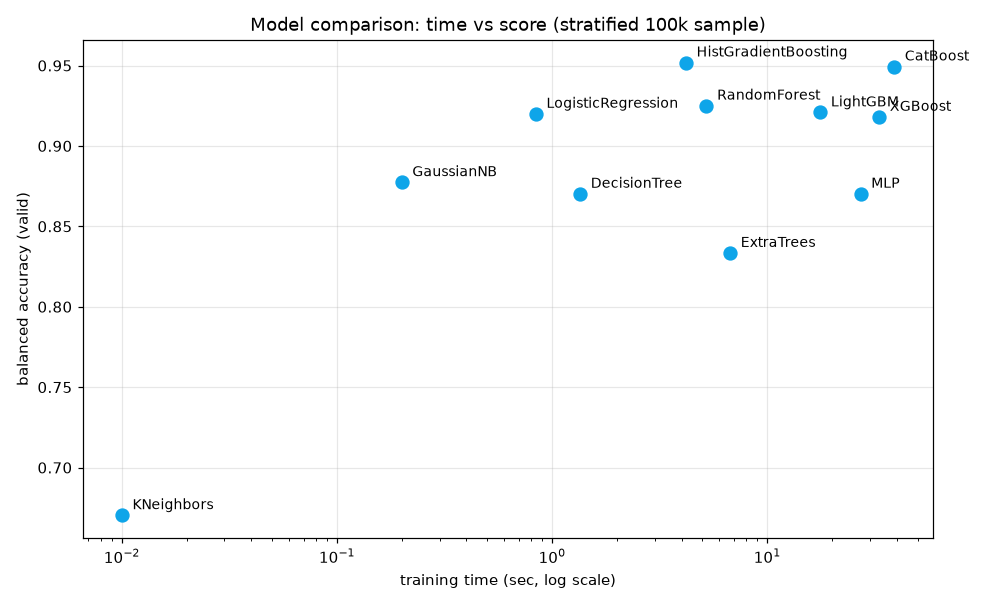 Model comparison: time vs score (stratified 100k sample)
balanced accuracy (valid)
0.95
0.90
0.85
0.80
0.75
0.70
HistGradientBoosting
CatBoost
RandomForest
LightGBM
XGBoost
LogisticRegression
GaussianNB
DecisionTree
MLP
ExtraTrees
KNeighbors
10⁻² 10⁻¹ 10⁰ 10¹
training time (sec, log scale)